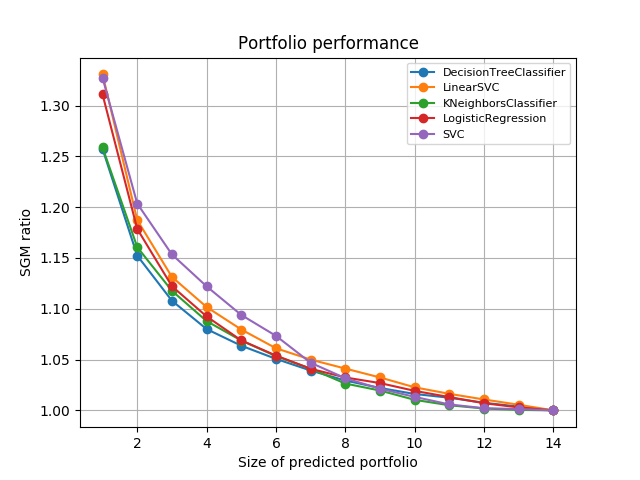 Portfolio performance
DecisionTreeClassifier
LinearSVC
KNeighborsClassifier
LogisticRegression
SVC
SGM ratio
1.30
1.25
1.20
1.15
1.10
1.05
1.00
2 4 6 8 10 12 14
Size of predicted portfolio